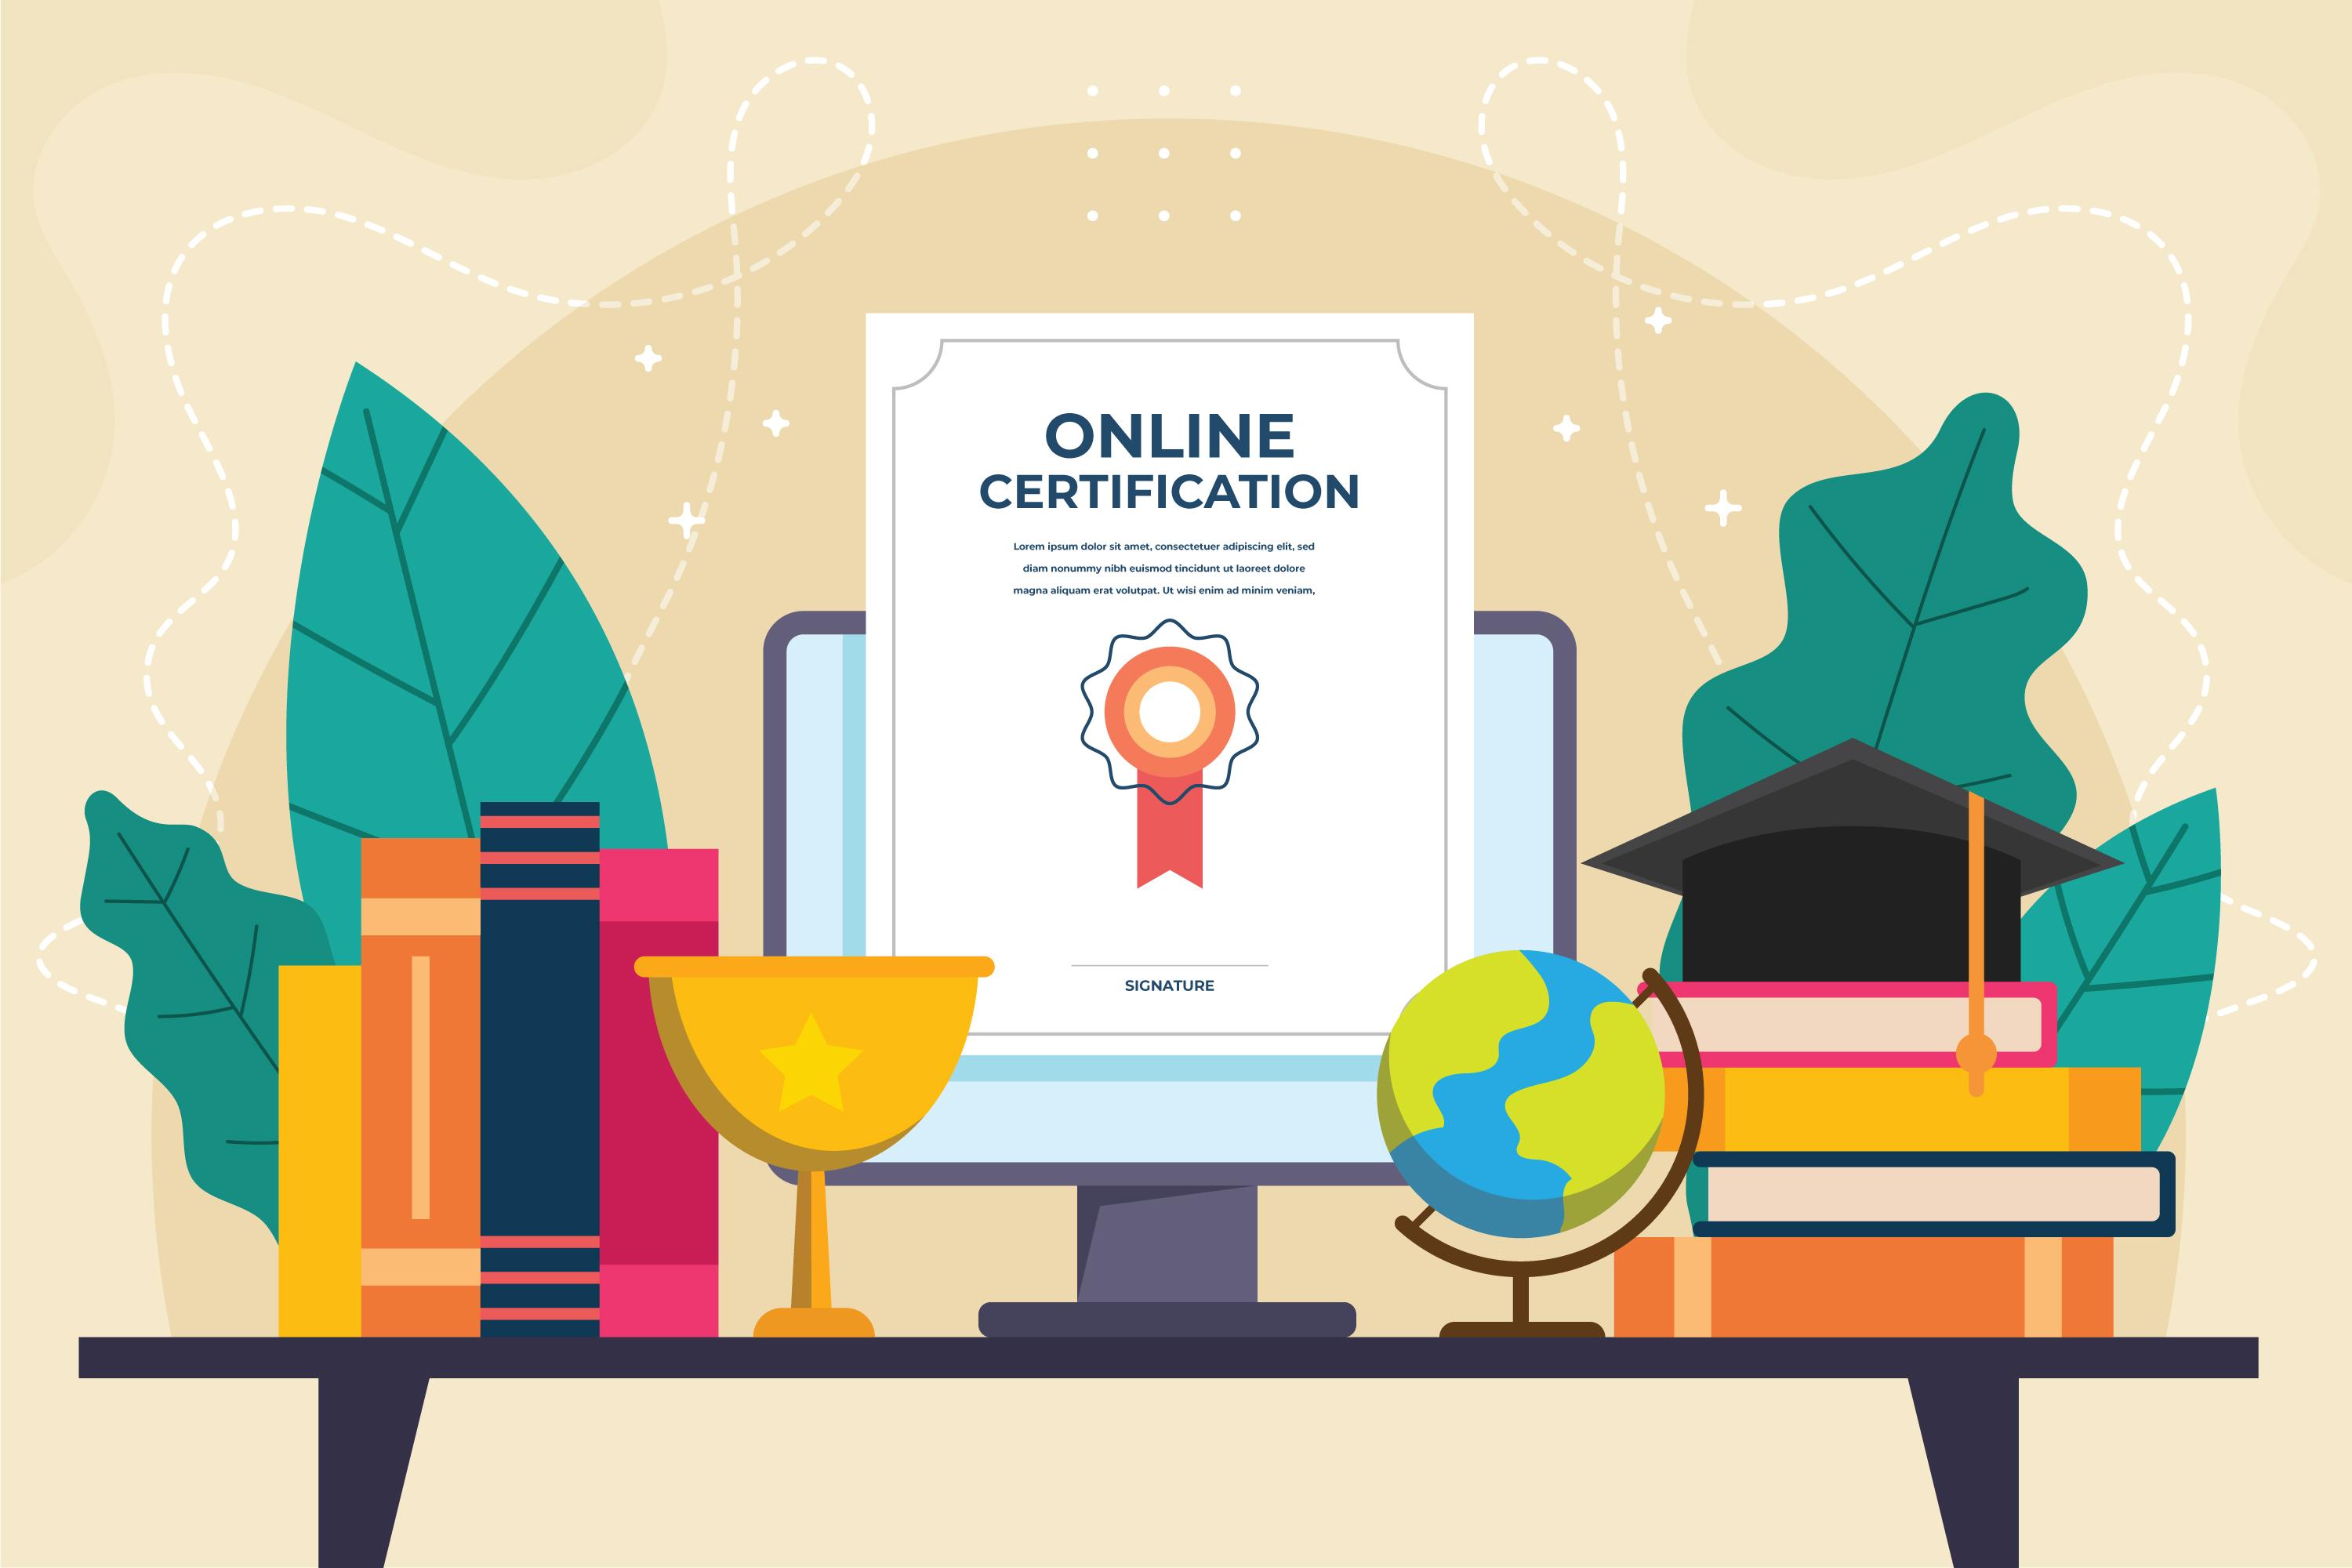 ONLINE
CERTIFICATION
Lorem ipsum dolor sit amet, consectetuer adipiscing elit, sed
diam nonummy nibh euismod tincidunt ut laoreet dolore
magna aliquam erat volutpat. Ut wisi enim ad minim veniam,
SIGNATURE